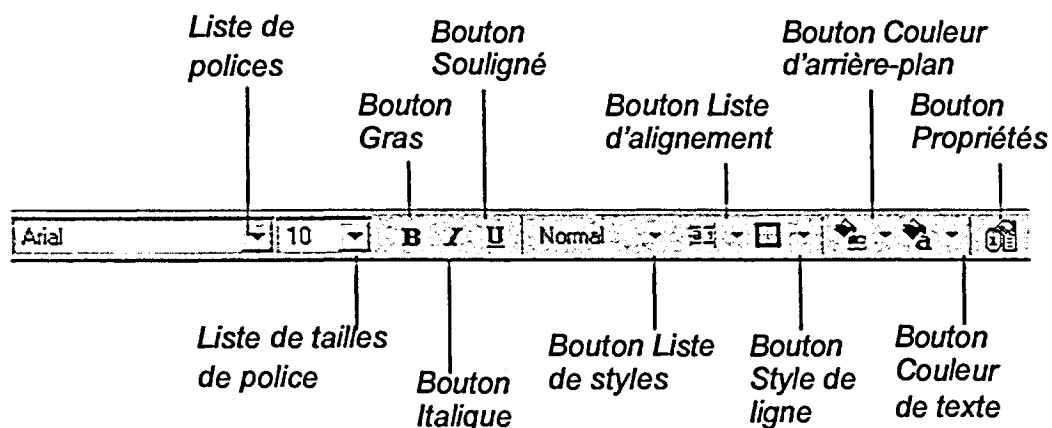 Liste de
polices
Bouton
Souligné
Bouton Couleur
d'arrière-plan
Bouton
Gras
Bouton Liste
d'alignement
Bouton
Propriétés
Arial
10
B
I
U
Normal
a1
a
Liste de tailles
de police
Bouton
Italique
Bouton Liste
de styles
Bouton
Style de
ligne
Bouton
Couleur
de texte